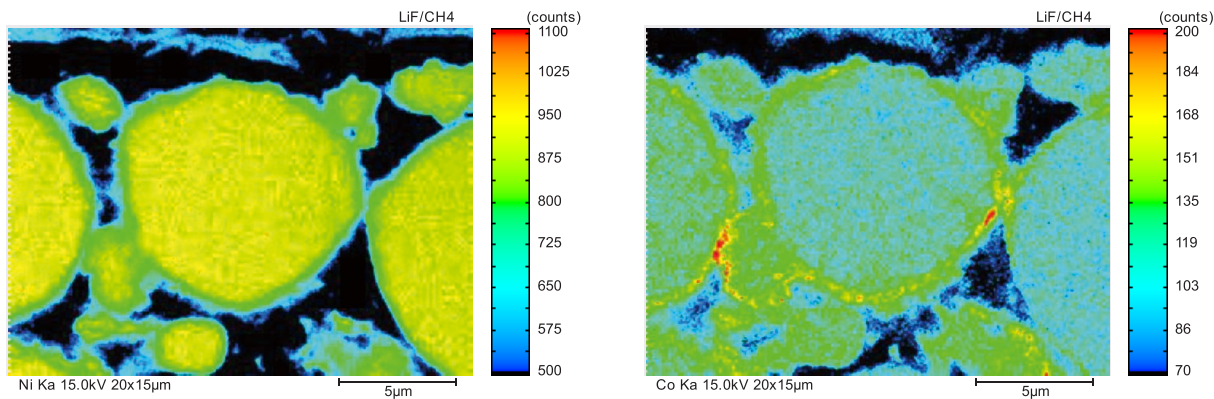 LiF/CH4
(counts)
1100
1025
950
875
800
725
650
575
500
Ni Ka 15.0kV 20x15µm
5µm
LiF/CH4
(counts)
200
184
168
151
135
119
103
86
70
Co Ka 15.0kV 20x15µm
5µm